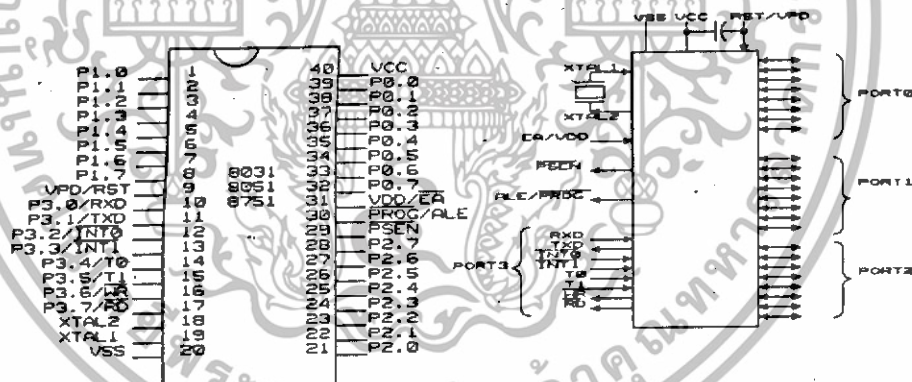 P1.0 1 40 VCC
P1.1 2 39 P0.0
P1.2 3 38 P0.1
P1.3 4 37 P0.2
P1.4 5 36 P0.3
P1.5 6 35 P0.4
P1.6 7 34 P0.5
P1.7 8 8031 33 P0.6
VPD/RST 9 8051 32 P0.7
P3.0/RXD 10 8751 31 VDD/EA
P3.1/TXD 11 30 PROG/ALE
P3.2/INT0 12 29 PSEN
P3.3/INT1 13 28 P2.7
P3.4/T0 14 27 P2.6
P3.5/T1 15 26 P2.5
P3.6/WR 16 25 P2.4
P3.7/RD 17 24 P2.3
XTAL2 18 23 P2.2
XTAL1 19 22 P2.1
VSS 20 21 P2.0
VSS VCC RST/VPD
XTAL1
XTAL2
EA/VDD
PSEN
ALE/PROG
PORT3
RXD
TXD
INT0
INT1
T0
T1
RD
PORT0
PORT1
PORT2